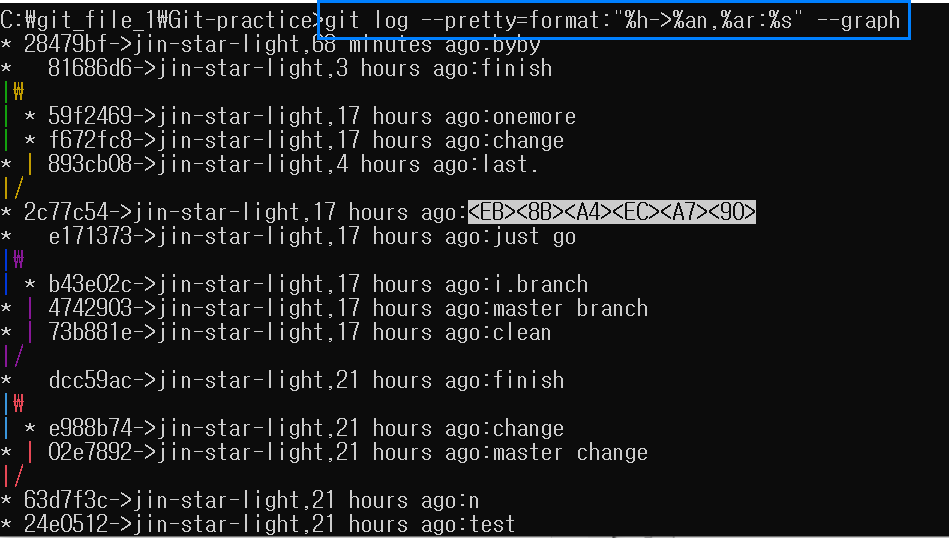 C:₩git_file_1₩Git-practice>git log --pretty=format:"%h->%an,%ar:%s" --graph
* 28479bf->jin-star-light,68 minutes ago:byby
*   81686d6->jin-star-light,3 hours ago:finish
|₩
| * 59f2469->jin-star-light,17 hours ago:onemore
| * f672fc8->jin-star-light,17 hours ago:change
* | 893cb08->jin-star-light,4 hours ago:last.
|/
* 2c77c54->jin-star-light,17 hours ago:<EB><8B><A4><EC><A7><90>
*   e171373->jin-star-light,17 hours ago:just go
|₩
| * b43e02c->jin-star-light,17 hours ago:i.branch
* | 4742903->jin-star-light,17 hours ago:master branch
* | 73b881e->jin-star-light,17 hours ago:clean
|/
*   dcc59ac->jin-star-light,21 hours ago:finish
|₩
| * e988b74->jin-star-light,21 hours ago:change
* | 02e7892->jin-star-light,21 hours ago:master change
|/
* 63d7f3c->jin-star-light,21 hours ago:n
* 24e0512->jin-star-light,21 hours ago:test